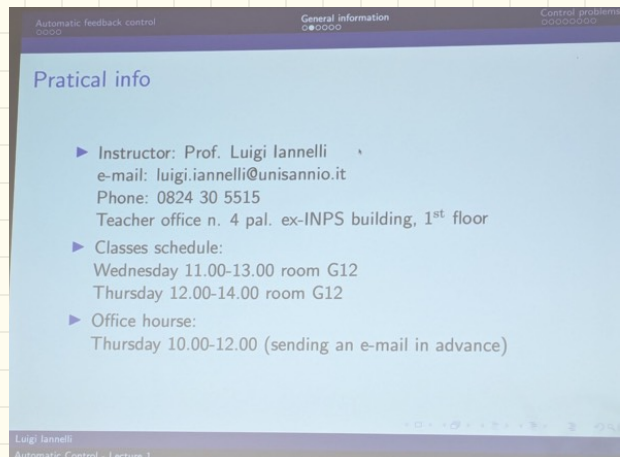 Automatic feedback control
General information
Control problems
Pratical info
Instructor: Prof. Luigi Iannelli
e-mail: luigi.iannelli@unisannio.it
Phone: 0824 30 5515
Teacher office n. 4 pal. ex-INPS building, 1st floor
Classes schedule:
Wednesday 11.00-13.00 room G12
Thursday 12.00-14.00 room G12
Office hourse:
Thursday 10.00-12.00 (sending an e-mail in advance)
Luigi Iannelli
Automatic Control - Lecture 1